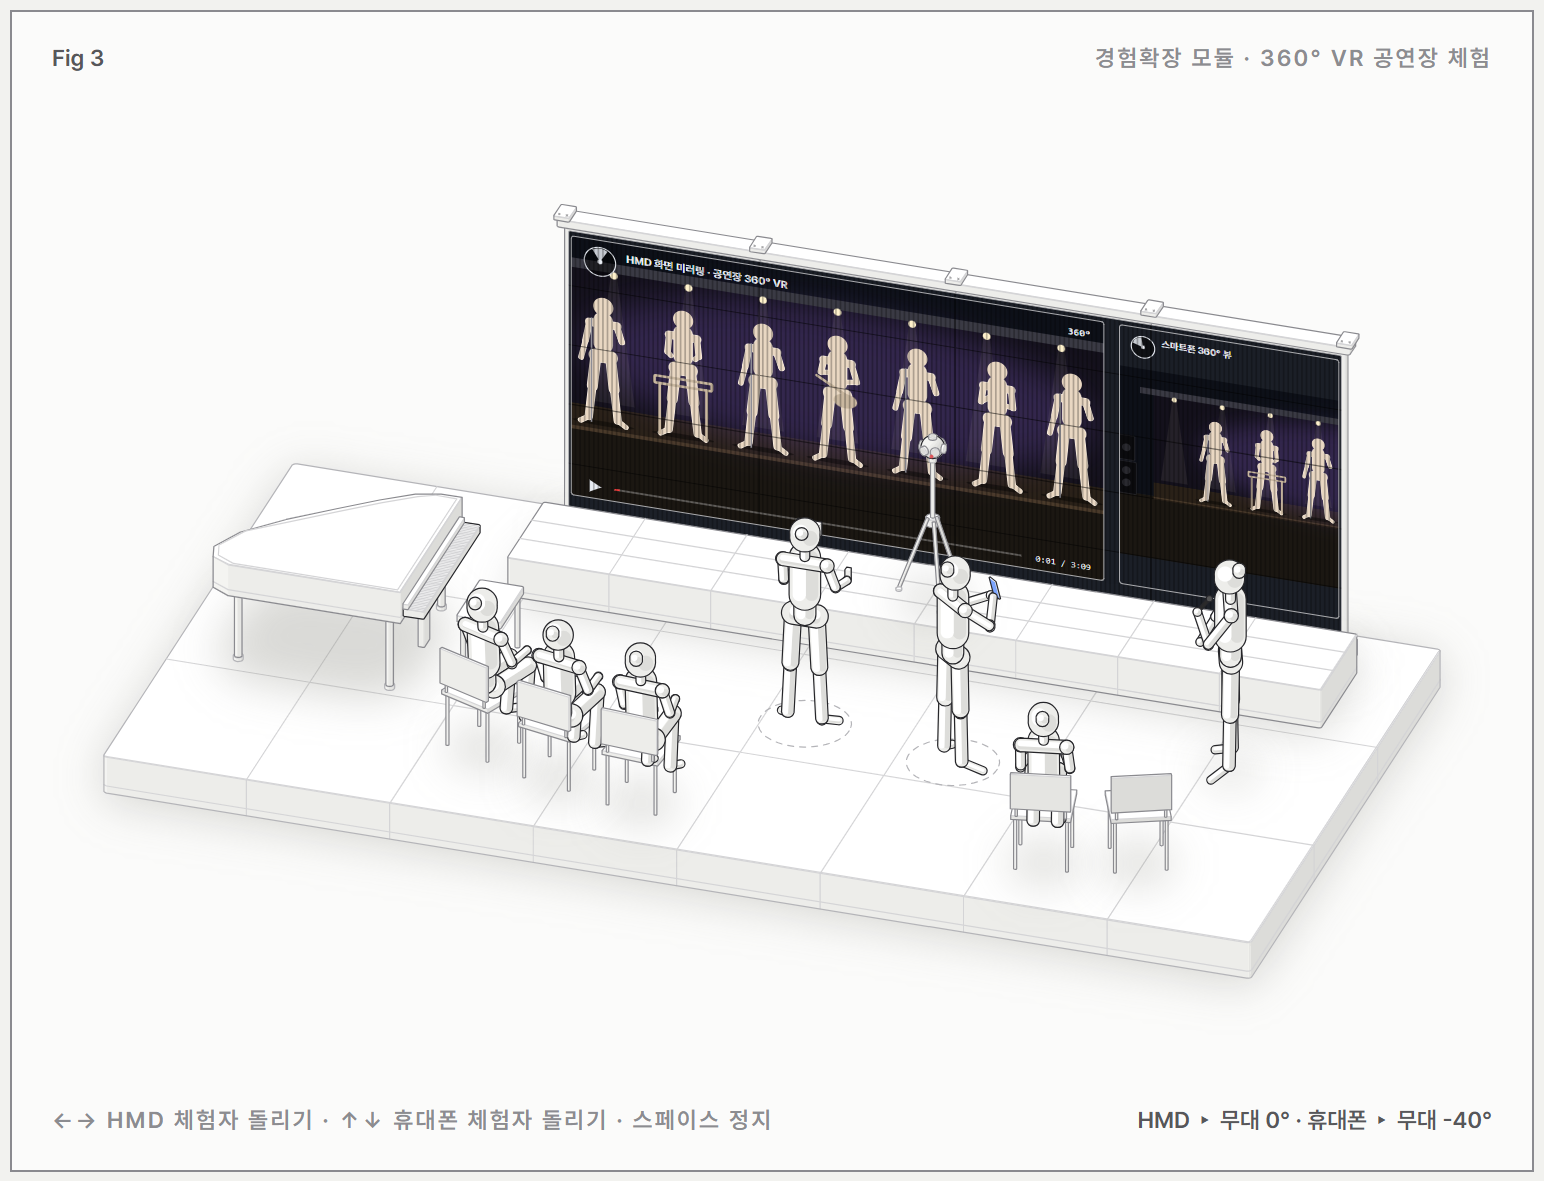 Fig 3
경험확장 모듈 · 360° VR 공연장 체험
HMD 화면 미러링 · 공연장 360° VR
360°
스마트폰 360° 뷰
0:01 / 3:09
←→ HMD 체험자 돌리기 · ↑↓ 휴대폰 체험자 돌리기 · 스페이스 정지
HMD ▸ 무대 0° · 휴대폰 ▸ 무대 -40°